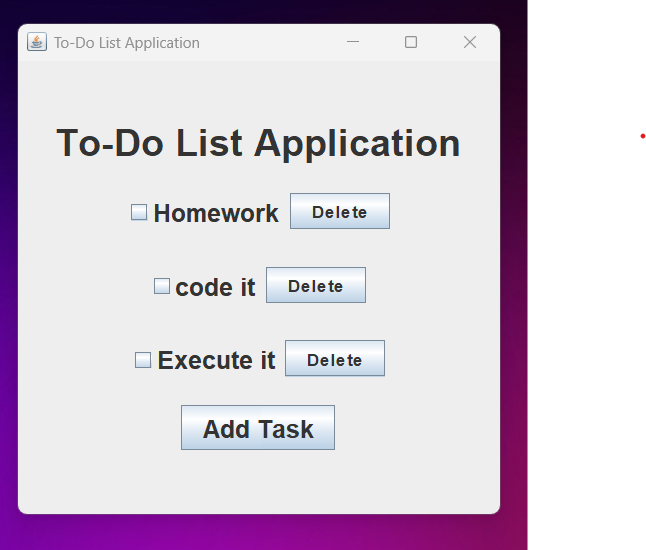 To-Do List Application
To-Do List Application
Homework Delete
code it Delete
Execute it Delete
Add Task